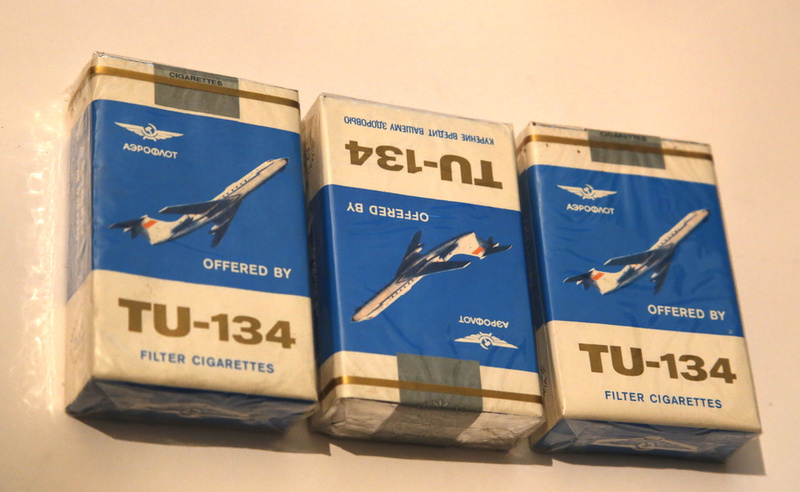 CIGARETTES
АЭРОФЛОТ
OFFERED BY
TU-134
FILTER CIGARETTES
КУРЕНИЕ ВРЕДИТ ВАШЕМУ ЗДОРОВЬЮ
TU-134
OFFERED BY
АЭРОФЛОТ
CIGARETTES
АЭРОФЛОТ
OFFERED BY
TU-134
FILTER CIGARETTES